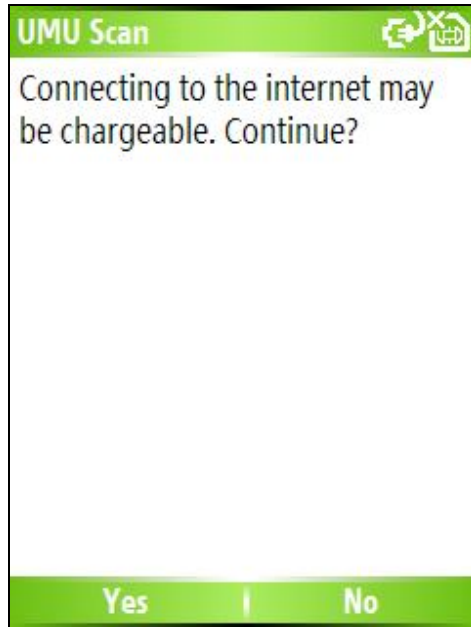 UMU Scan
Connecting to the internet may
be chargeable. Continue?
Yes No